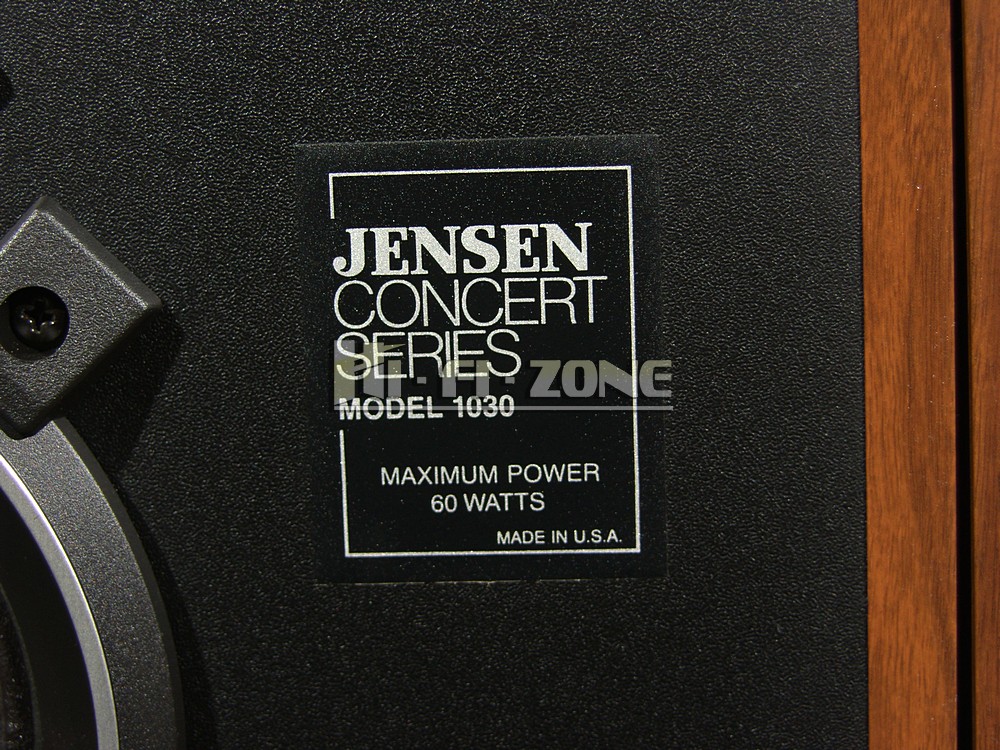 JENSEN
CONCERT
SERIES
HI-FI-ZONE
MODEL 1030
MAXIMUM POWER
60 WATTS
MADE IN U.S.A.